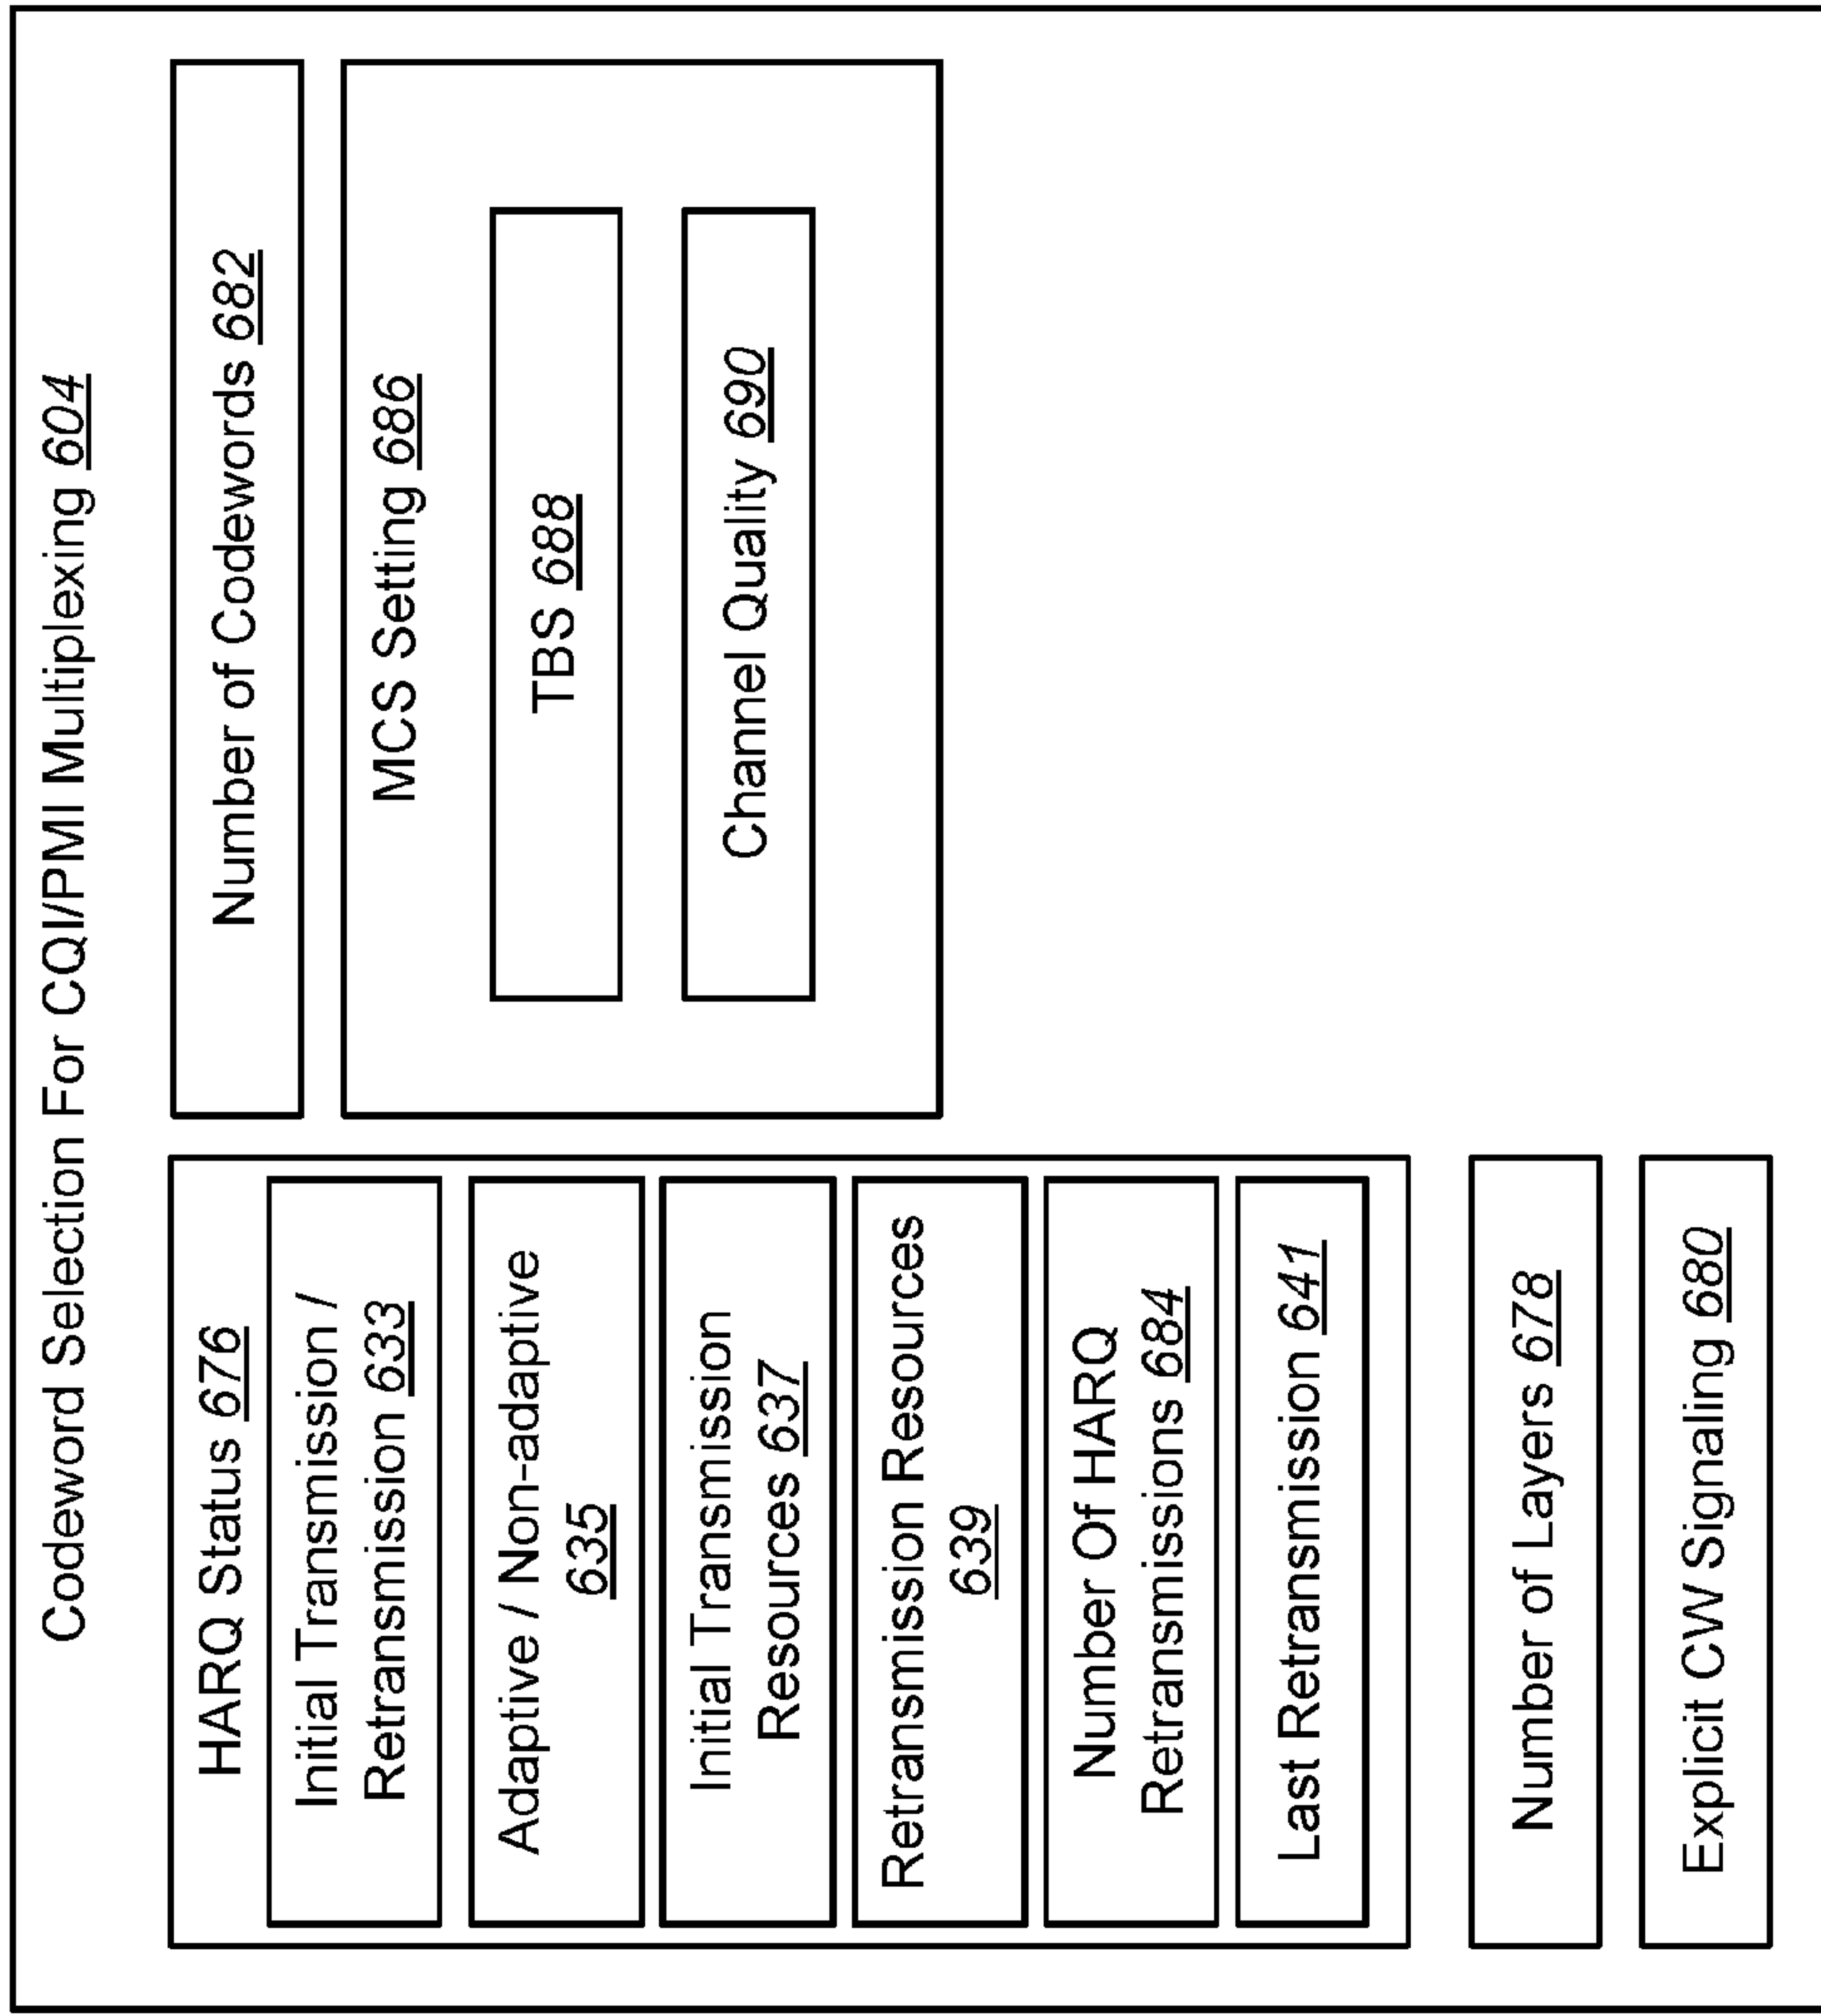 Codeword Selection For CQI/PMI Multiplexing 604
HARQ Status 676
Initial Transmission /
Retransmission 633
Adaptive / Non-adaptive
635
Initial Transmission
Resources 637
Retransmission Resources
639
Number Of HARQ
Retransmissions 684
Last Retransmission 641
Number of Layers 678
Explicit CW Signaling 680
Number of Codewords 682
MCS Setting 686
TBS 688
Channel Quality 690